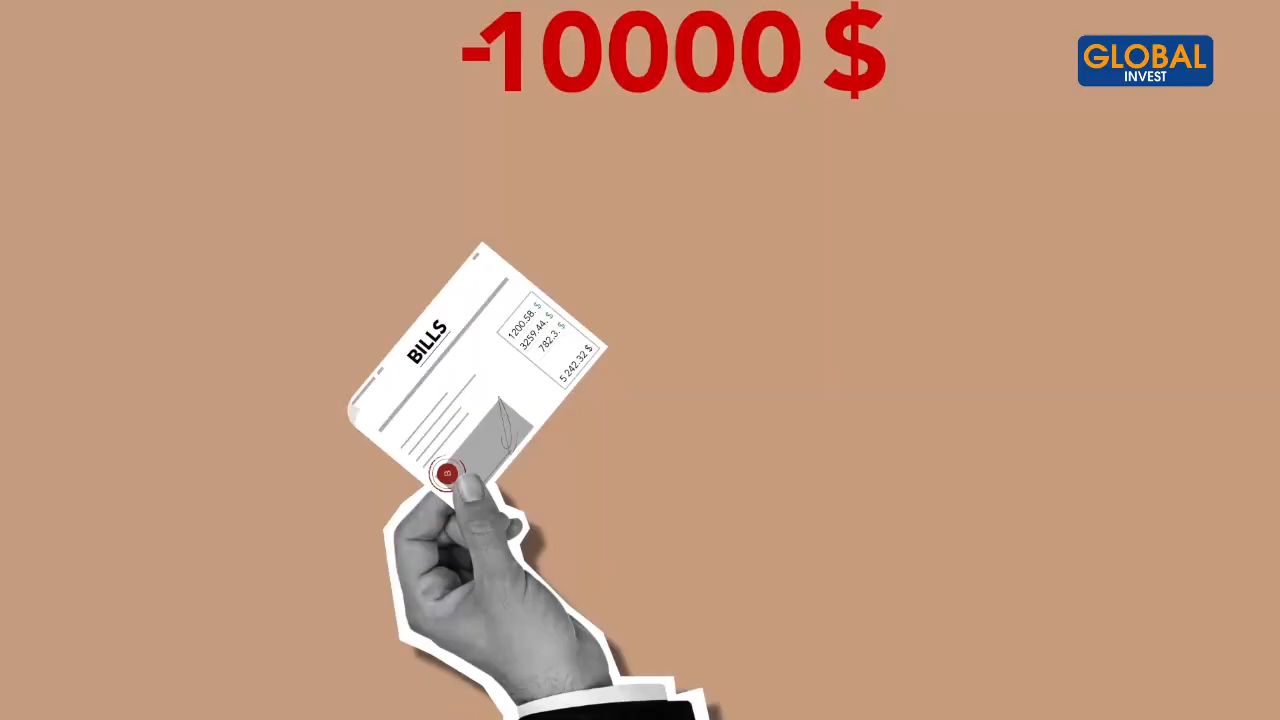 -10000 $
GLOBAL
INVEST
BILLS
1200.58. $
3259.44. $
782.3. $
5 242.32 $
B